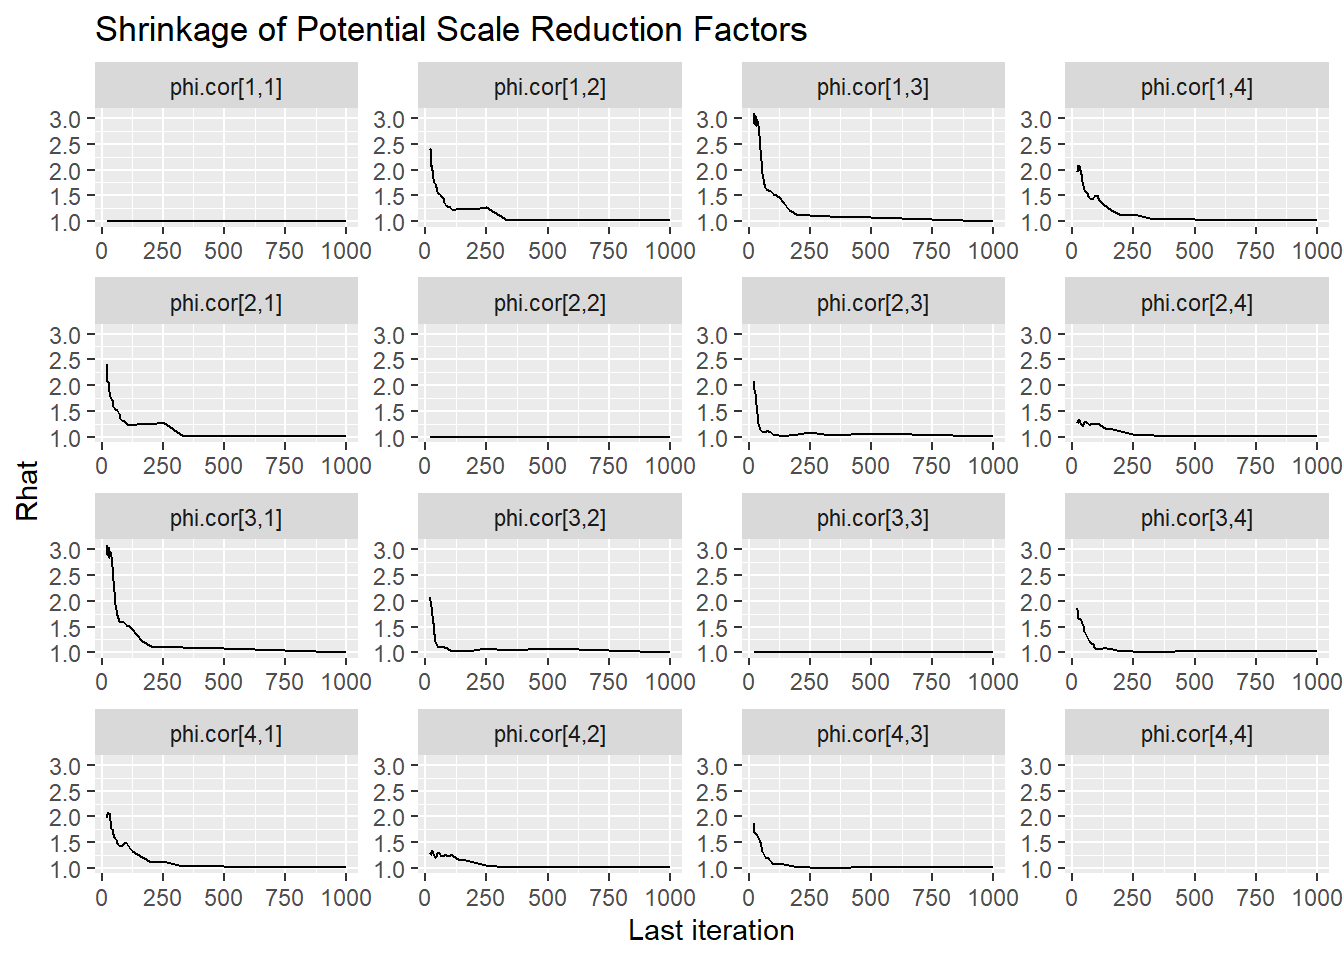 Shrinkage of Potential Scale Reduction Factors
phi.cor[1,1] phi.cor[1,2] phi.cor[1,3] phi.cor[1,4]
3.0 3.0 3.0 3.0
2.5 2.5 2.5 2.5
2.0 2.0 2.0 2.0
1.5 1.5 1.5 1.5
1.0 1.0 1.0 1.0
0 250 500 750 1000 0 250 500 750 1000 0 250 500 750 1000 0 250 500 750 1000
phi.cor[2,1] phi.cor[2,2] phi.cor[2,3] phi.cor[2,4]
3.0 3.0 3.0 3.0
2.5 2.5 2.5 2.5
2.0 2.0 2.0 2.0
1.5 1.5 1.5 1.5
1.0 1.0 1.0 1.0
0 250 500 750 1000 0 250 500 750 1000 0 250 500 750 1000 0 250 500 750 1000
Rhat
phi.cor[3,1] phi.cor[3,2] phi.cor[3,3] phi.cor[3,4]
3.0 3.0 3.0 3.0
2.5 2.5 2.5 2.5
2.0 2.0 2.0 2.0
1.5 1.5 1.5 1.5
1.0 1.0 1.0 1.0
0 250 500 750 1000 0 250 500 750 1000 0 250 500 750 1000 0 250 500 750 1000
phi.cor[4,1] phi.cor[4,2] phi.cor[4,3] phi.cor[4,4]
3.0 3.0 3.0 3.0
2.5 2.5 2.5 2.5
2.0 2.0 2.0 2.0
1.5 1.5 1.5 1.5
1.0 1.0 1.0 1.0
0 250 500 750 1000 0 250 500 750 1000 0 250 500 750 1000 0 250 500 750 1000
Last iteration